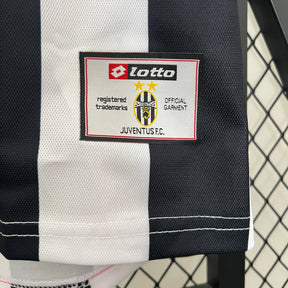 lotto
registered
trademarks
OFFICIAL
GARMENT
JUVENTUS F.C.